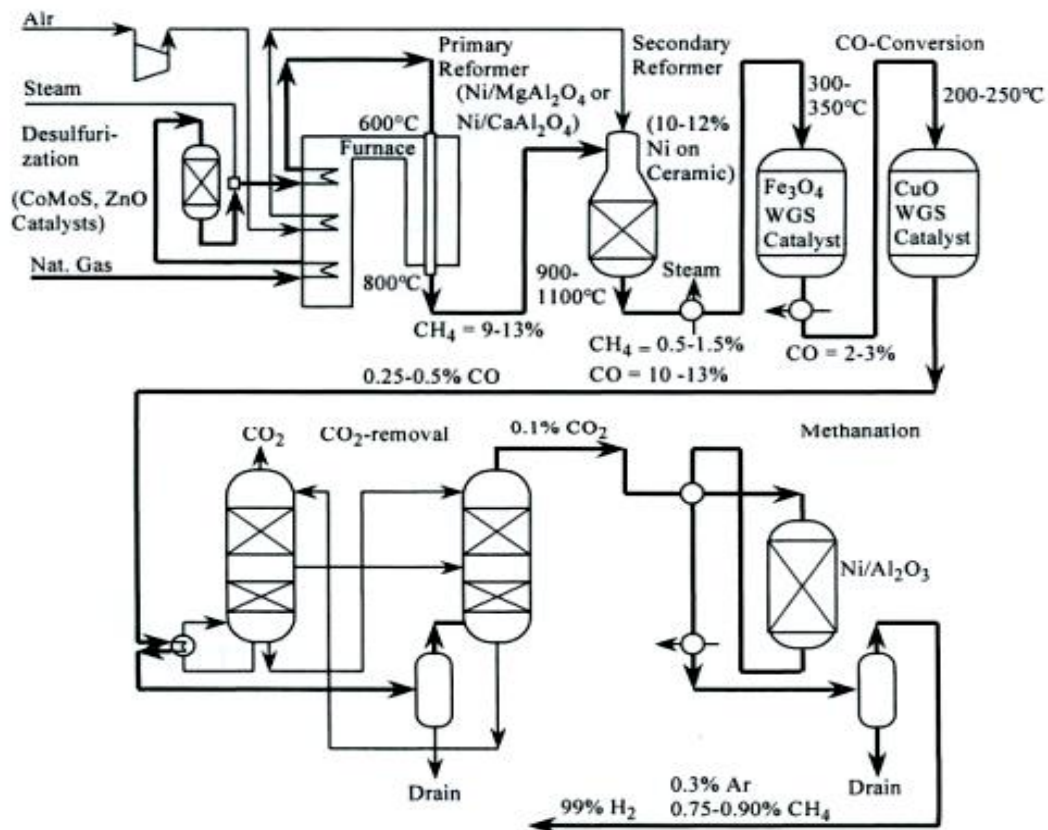 Air
Steam
Desulfuri-
zation
(CoMoS, ZnO
Catalysts)
Nat. Gas
600°C
Furnace
800°C
Primary
Reformer
(Ni/MgAl₂O₄ or
Ni/CaAl₂O₄)
CH₄ = 9-13%
Secondary
Reformer
(10-12%
Ni on
Ceramic)
900-
1100°C
Steam
CH₄ = 0.5-1.5%
CO = 10 -13%
CO-Conversion
300-
350°C
Fe₃O₄
WGS
Catalyst
CO = 2-3%
200-250°C
CuO
WGS
Catalyst
0.25-0.5% CO
CO₂
CO₂-removal
0.1% CO₂
Drain
Methanation
Ni/Al₂O₃
Drain
99% H₂
0.3% Ar
0.75-0.90% CH₄